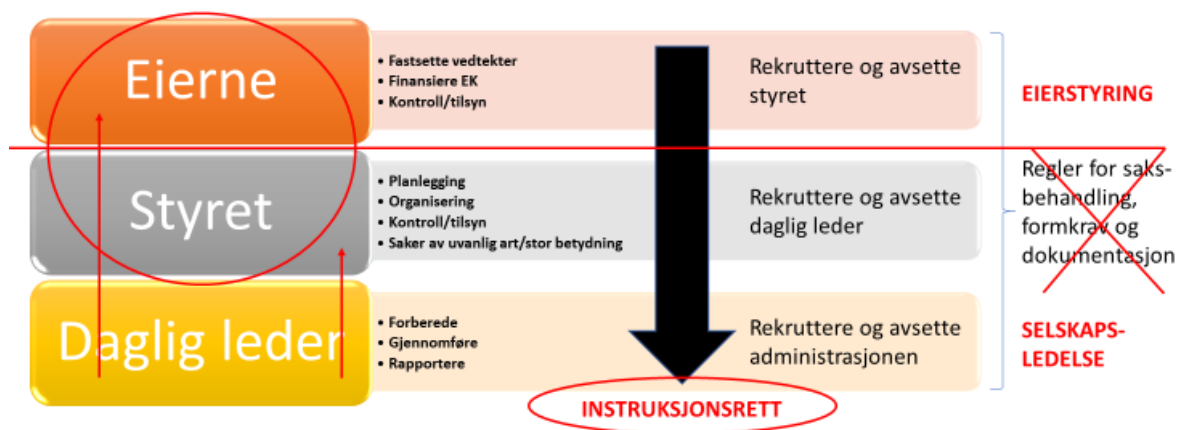 Eierne
• Fastsette vedtekter
• Finansiere EK
• Kontroll/tilsyn
Rekruttere og avsette
styret
EIERSTYRING
Styret
• Planlegging
• Organisering
• Kontroll/tilsyn
• Saker av uvanlig art/stor betydning
Rekruttere og avsette
daglig leder
Regler for saks-
behandling,
formkrav og
dokumentasjon
Daglig leder
• Forberede
• Gjennomføre
• Rapportere
Rekruttere og avsette
administrasjonen
SELSKAPS-
LEDELSE
INSTRUKSJONSRETT